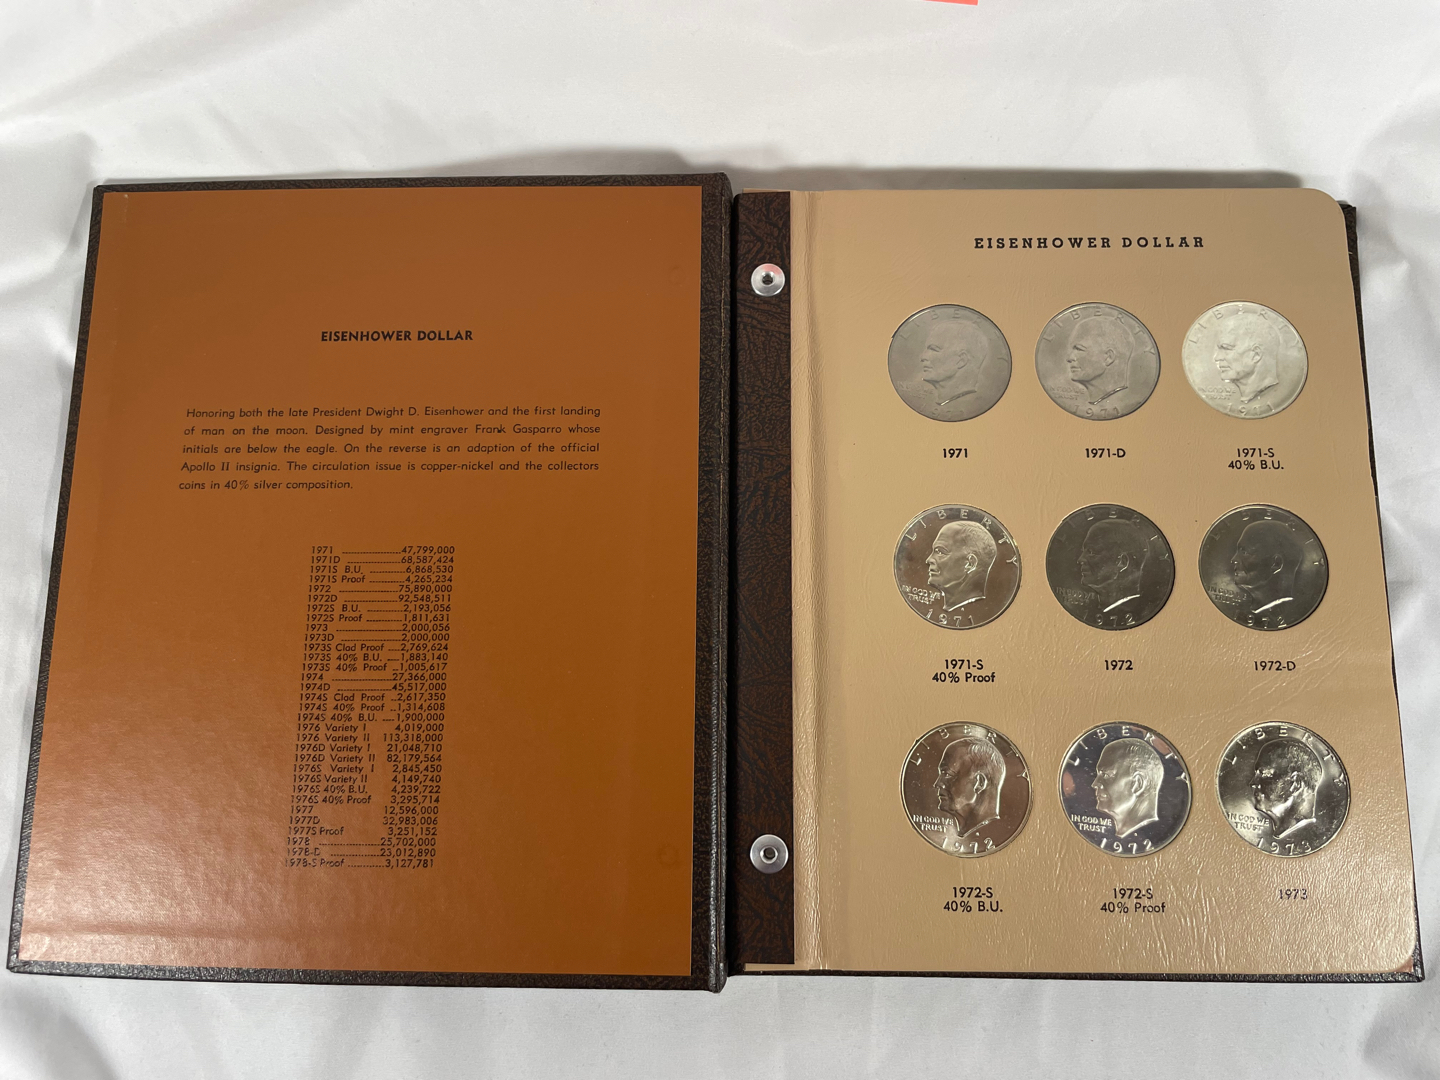 EISENHOWER DOLLAR
Honoring both the late President Dwight D. Eisenhower and the first landing
of man on the moon. Designed by mint engraver Frank Gasparro whose
initials are below the eagle. On the reverse is an adaption of the official
Apollo II insignia. The circulation issue is copper-nickel and the collectors
coins in 40% silver composition.
1971 ............47,799,000
1971D ............68,587,424
1971S B.U. .......6,868,530
1971S Proof .....4,265,234
1972 .............75,890,000
1972D ............92,548,511
1972S B.U. .......2,193,056
1972S Proof ......1,811,631
1973 .............2,000,056
1973D ............2,000,000
1973S Clad Proof ...2,769,624
1973S 40% B.U. ....1,883,140
1973S 40% Proof ...1,005,617
1974 .............27,366,000
1974D ............45,517,000
1974S Clad Proof ..2,617,350
1974S 40% Proof ...1,314,608
1974S 40% B.U. ....1,900,000
1976 Variety I 4,019,000
1976 Variety II 113,318,000
1976D Variety I 21,048,710
1976D Variety II 82,179,564
1976S Variety I 2,845,450
1976S Variety II 4,149,740
1976S 40% B.U. 4,239,722
1976S 40% Proof 3,295,714
1977 12,596,000
1977D 32,983,006
1977S Proof 3,251,152
1978 ............25,702,000
1978-D ...........23,012,890
1978-S Proof .........3,127,781
EISENHOWER DOLLAR
LIBERTY LIBERTY
1971 1971
1971 1971-D 1971-S
40% B.U.
LIBERTY LIBERTY LIBERTY
IN GOD WE
TRUST
1971 1972 1972
1971-S 1972 1972-D
40% Proof
LIBERTY LIBERTY LIBERTY
IN GOD WE IN GOD WE IN GOD WE
TRUST TRUST TRUST
1972 1972 1973
1972-S 1972-S 1973
40% B.U. 40% Proof